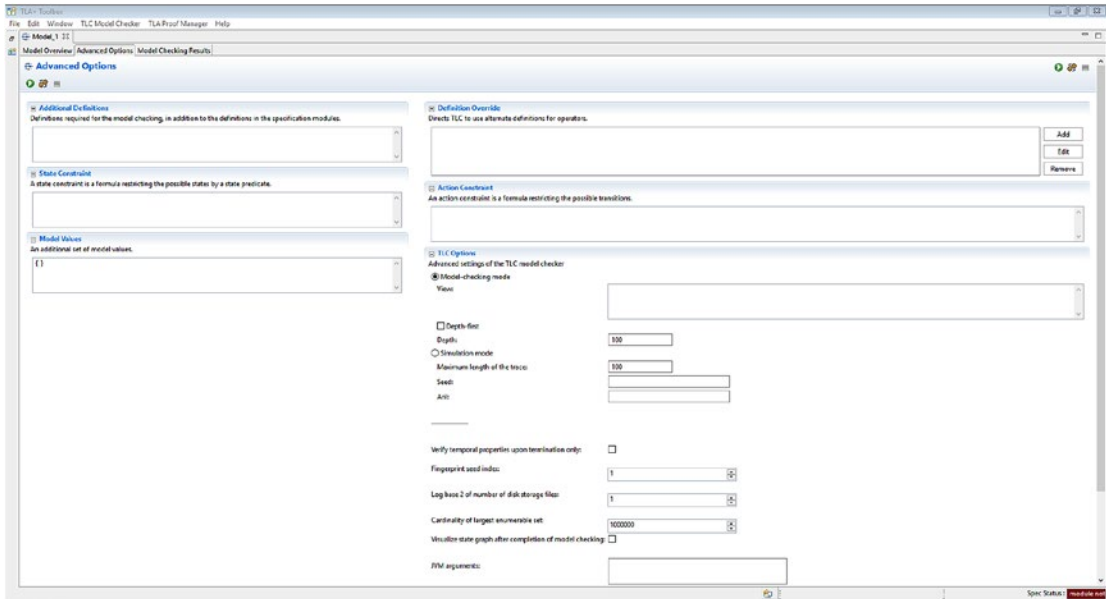 TLA+ Toolbox
File Edit Window TLC Model Checker TLA Proof Manager Help
Model_1
Model Overview Advanced Options Model Checking Results
Advanced Options
Additional Definitions
Definitions required for the model checking, in addition to the definitions in the specification modules.
State Constraint
A state constraint is a formula restricting the possible states by a state predicate.
Model Values
An additional set of model values.
{}
Definition Override
Directs TLC to use alternate definitions for operators.
Add
Edit
Remove
Action Constraint
An action constraint is a formula restricting the possible transitions.
TLC Options
Advanced settings of the TLC model checker
Model-checking mode
View:
Depth-first
Depth: 100
Simulation mode
Maximum length of the trace: 100
Seed:
Aril:
Verify temporal properties upon termination only:
Fingerprint seed index: 1
Log base 2 of number of disk storage files: 1
Cardinality of largest enumerable set: 1000000
Visualize state graph after completion of model checking:
JVM arguments:
Spec Status: module not